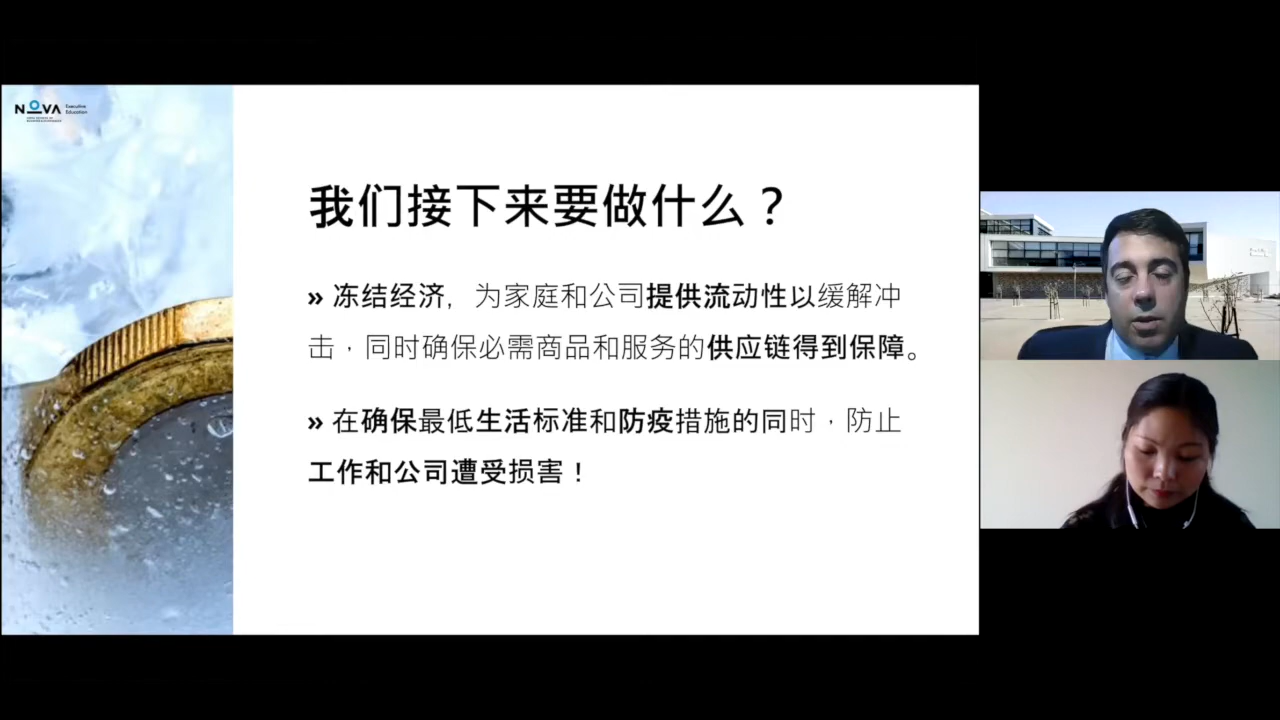 NOVA Executive Education
我们接下来要做什么？
» 冻结经济，为家庭和公司提供流动性以缓解冲
击，同时确保必需商品和服务的供应链得到保障。
» 在确保最低生活标准和防疫措施的同时，防止
工作和公司遭受损害！